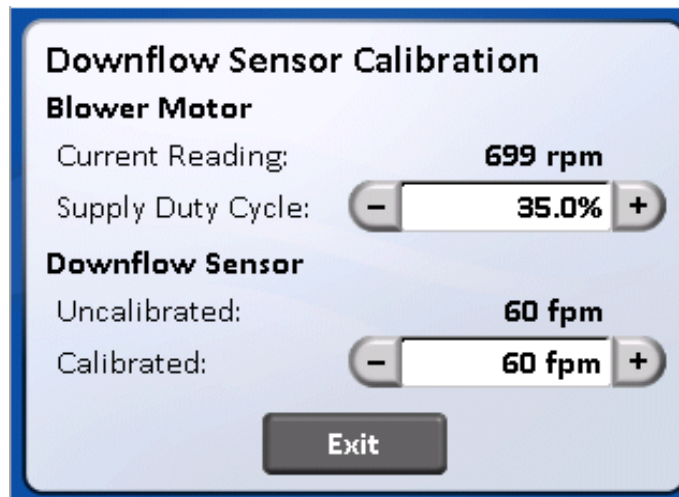 Downflow Sensor Calibration
Blower Motor
Current Reading: 699 rpm
Supply Duty Cycle: − 35.0% +
Downflow Sensor
Uncalibrated: 60 fpm
Calibrated: − 60 fpm +
Exit